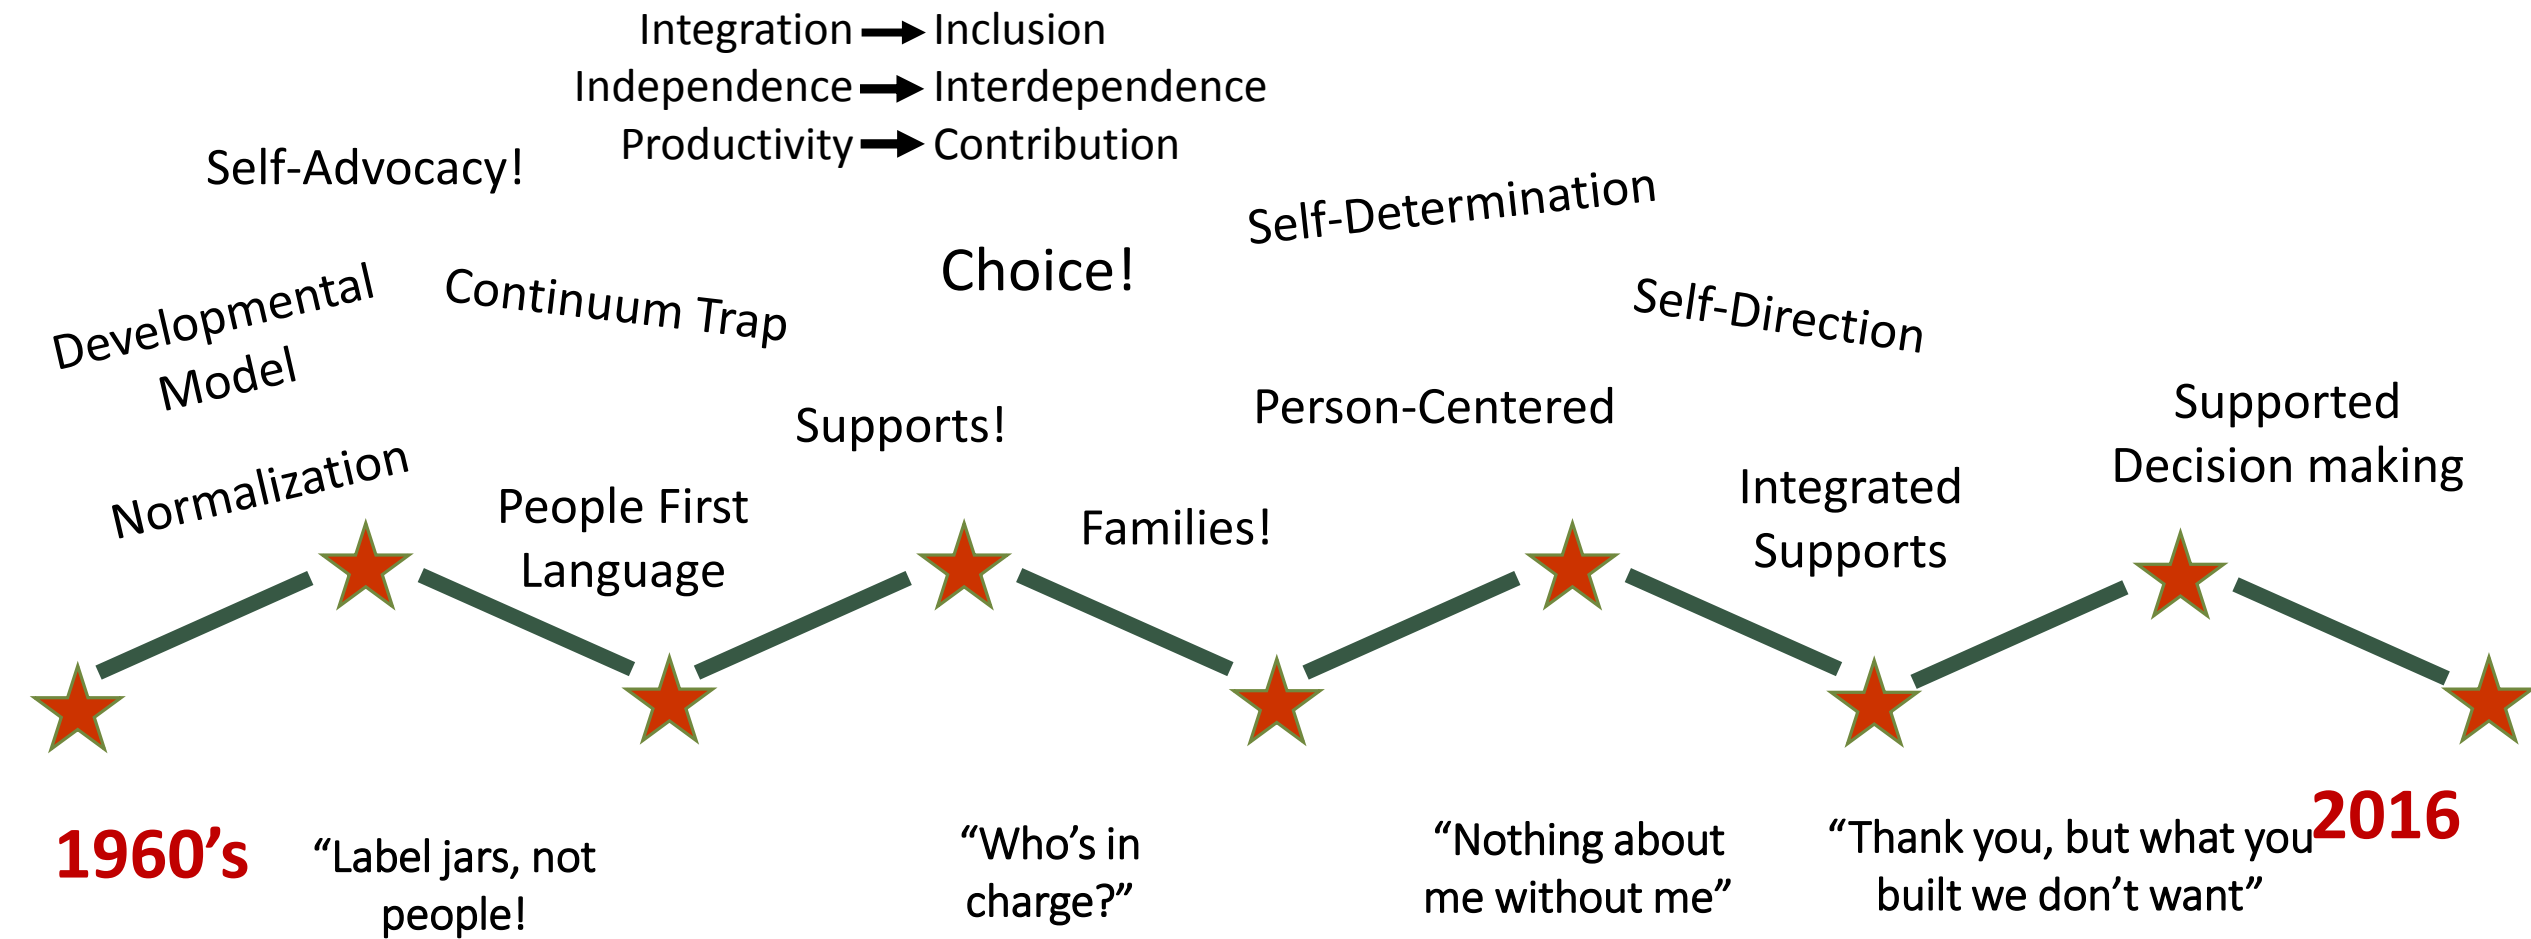 Integration → Inclusion
Independence → Interdependence
Productivity → Contribution
Self-Advocacy!
Self-Determination
Developmental
Model
Continuum Trap
Choice!
Self-Direction
Normalization
People First
Language
Supports!
Families!
Person-Centered
Integrated
Supports
Supported
Decision making
1960’s
“Label jars, not
people!
“Who’s in
charge?”
“Nothing about
me without me”
“Thank you, but what you
built we don’t want”
2016